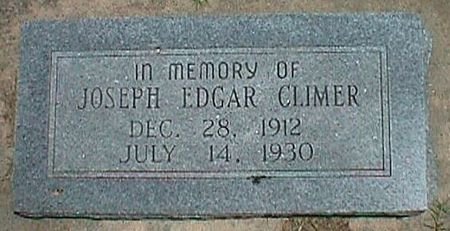 IN MEMORY OF
JOSEPH EDGAR CLIMER
DEC. 28, 1912
JULY 14, 1930